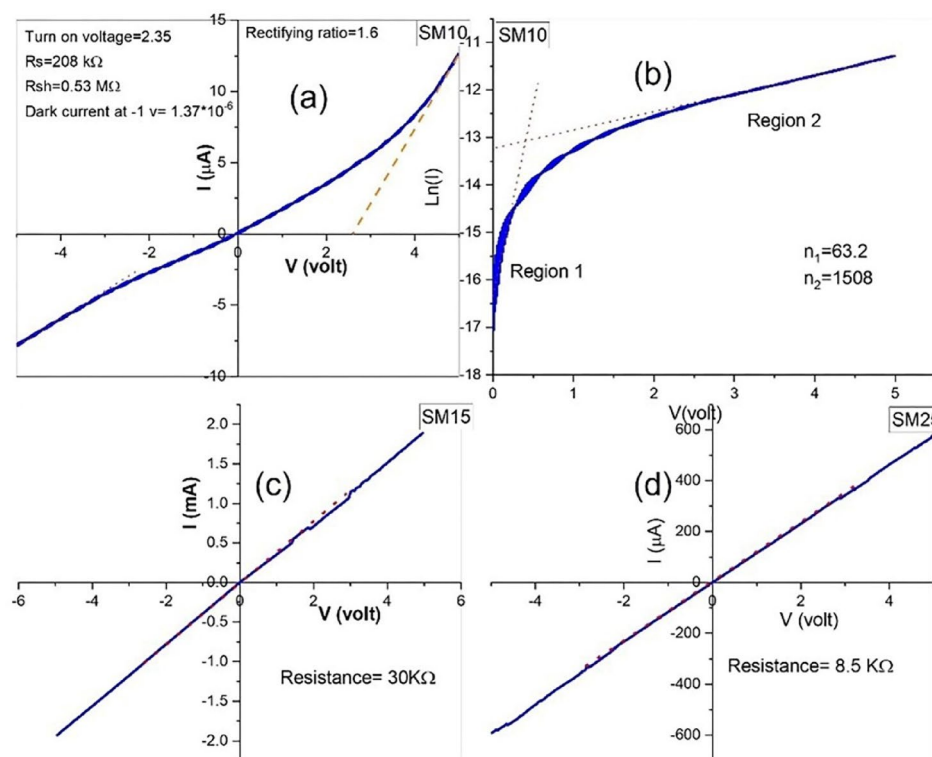 Turn on voltage=2.35
Rs=208 kΩ
Rsh=0.53 MΩ
Dark current at -1 v= 1.37*10-6
Rectifying ratio=1.6
SM10
(a)
15
10
5
0
-5
-10
-4
-2
0
2
4
I (μA)
V (volt)
SM10
(b)
Ln(I)
-11
-12
-13
-14
-15
-16
-17
-18
Region 2
Region 1
n1=63.2
n2=1508
0
1
2
3
4
5
V(volt)
SM15
(c)
I (mA)
2.0
1.5
1.0
0.5
0.0
-0.5
-1.0
-1.5
-2.0
-6
-4
-2
0
2
4
6
V (volt)
Resistance= 30KΩ
SM25
(d)
I (μA)
600
400
200
0
-200
-400
-600
-4
-2
0
2
4
V (volt)
Resistance= 8.5 KΩ